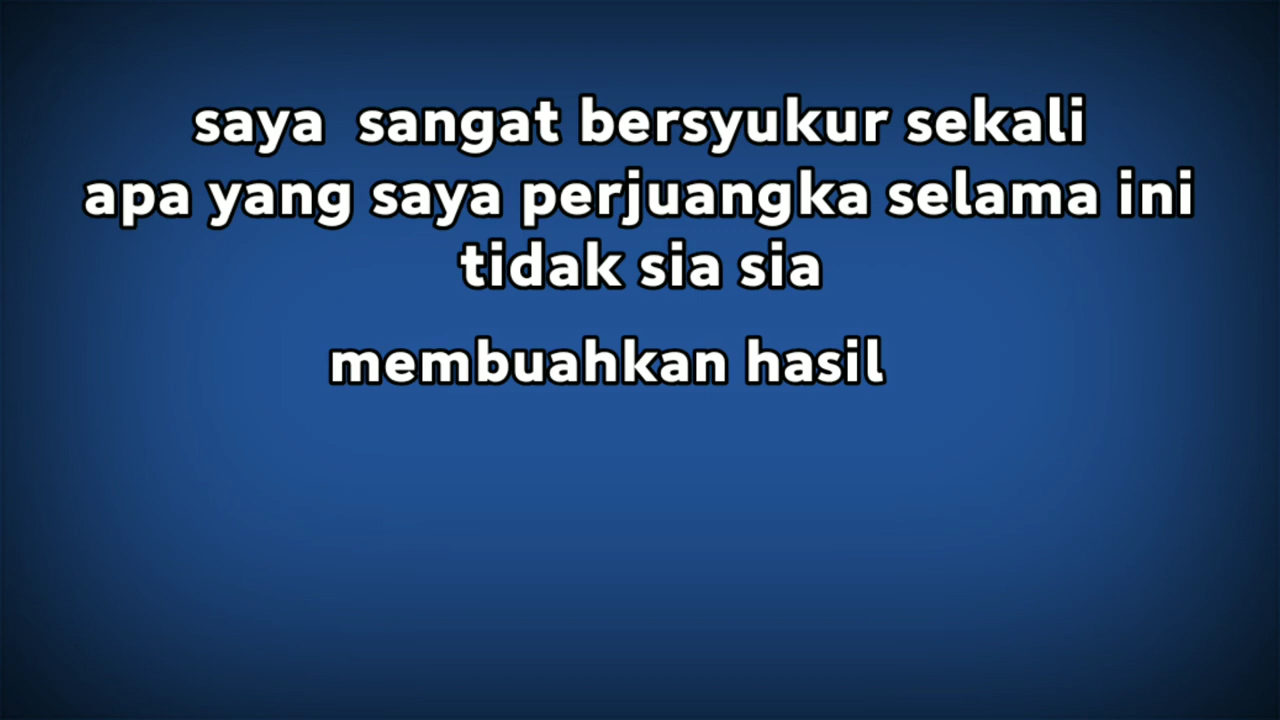 saya  sangat bersyukur sekali
apa yang saya perjuangka selama ini
tidak sia sia
membuahkan hasil